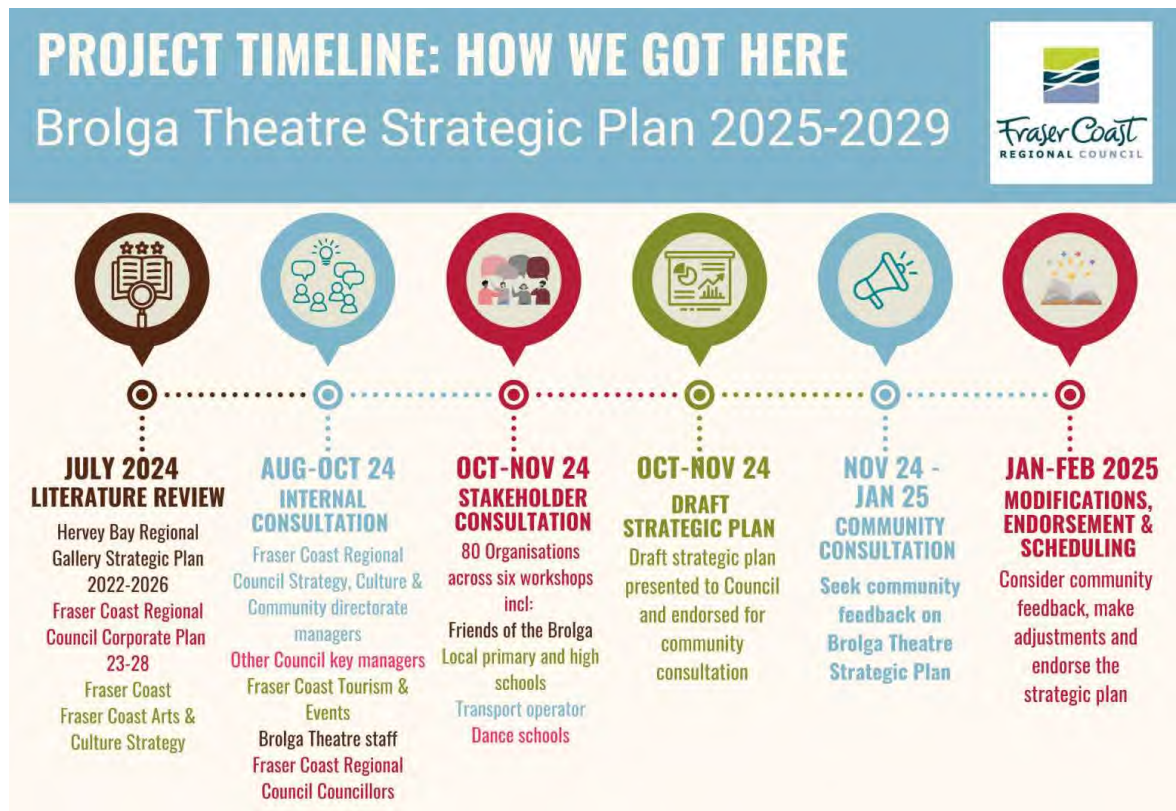 PROJECT TIMELINE: HOW WE GOT HERE
Brolga Theatre Strategic Plan 2025-2029
Fraser Coast
REGIONAL COUNCIL
JULY 2024
LITERATURE REVIEW
Hervey Bay Regional
Gallery Strategic Plan
2022-2026
Fraser Coast Regional
Council Corporate Plan
23-28
Fraser Coast
Fraser Coast Arts &
Culture Strategy
AUG-OCT 24
INTERNAL
CONSULTATION
Fraser Coast Regional
Council Strategy, Culture &
Community directorate
managers
Other Council key managers
Fraser Coast Tourism &
Events
Brolga Theatre staff
Fraser Coast Regional
Council Councillors
OCT-NOV 24
STAKEHOLDER
CONSULTATION
80 Organisations
across six workshops
incl:
Friends of the Brolga
Local primary and high
schools
Transport operator
Dance schools
OCT-NOV 24
DRAFT
STRATEGIC PLAN
Draft strategic plan
presented to Council
and endorsed for
community
consultation
NOV 24 -
JAN 25
COMMUNITY
CONSULTATION
Seek community
feedback on
Brolga Theatre
Strategic Plan
JAN-FEB 2025
MODIFICATIONS,
ENDORSEMENT &
SCHEDULING
Consider community
feedback, make
adjustments and
endorse the
strategic plan